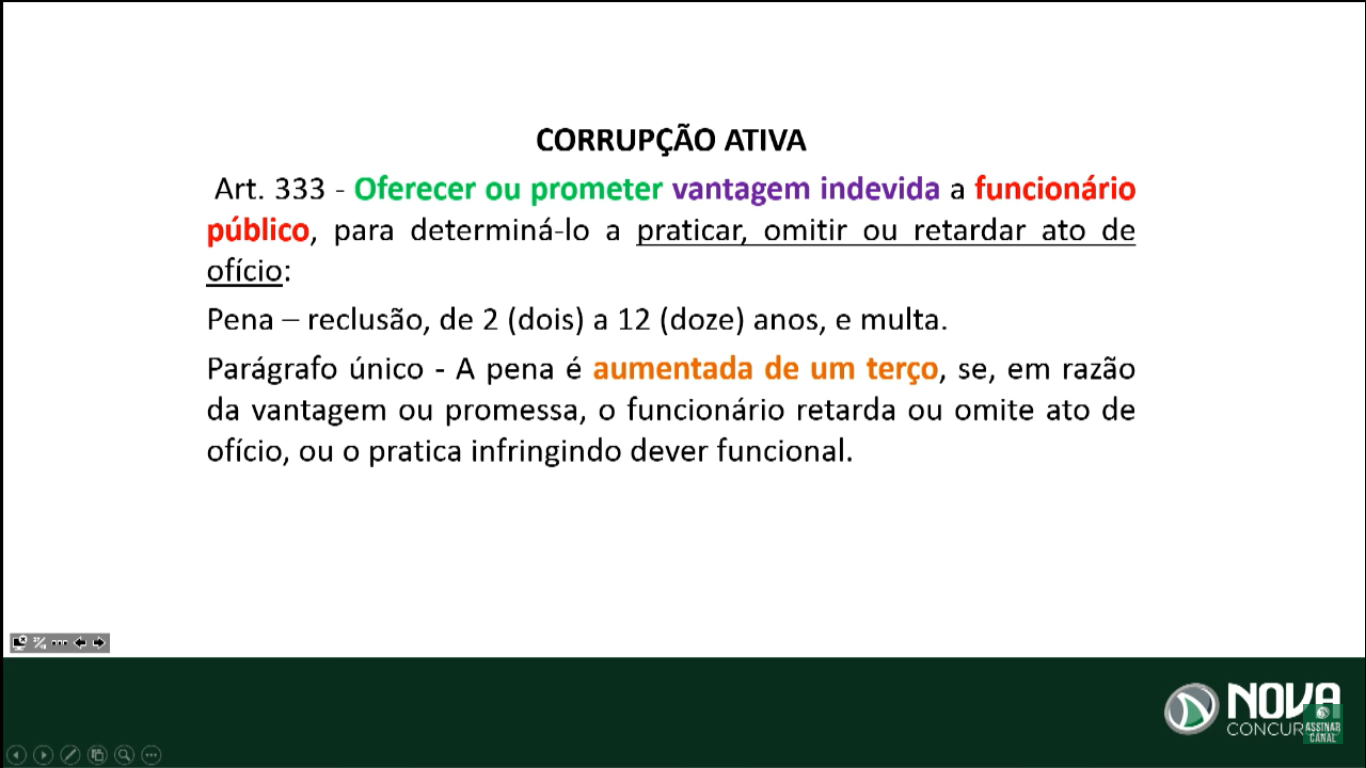 CORRUPÇÃO ATIVA
Art. 333 - Oferecer ou prometer vantagem indevida a funcionário
público, para determiná-lo a praticar, omitir ou retardar ato de
ofício:
Pena – reclusão, de 2 (dois) a 12 (doze) anos, e multa.
Parágrafo único - A pena é aumentada de um terço, se, em razão
da vantagem ou promessa, o funcionário retarda ou omite ato de
ofício, ou o pratica infringindo dever funcional.
NOVA
ASSINAR
CANAL